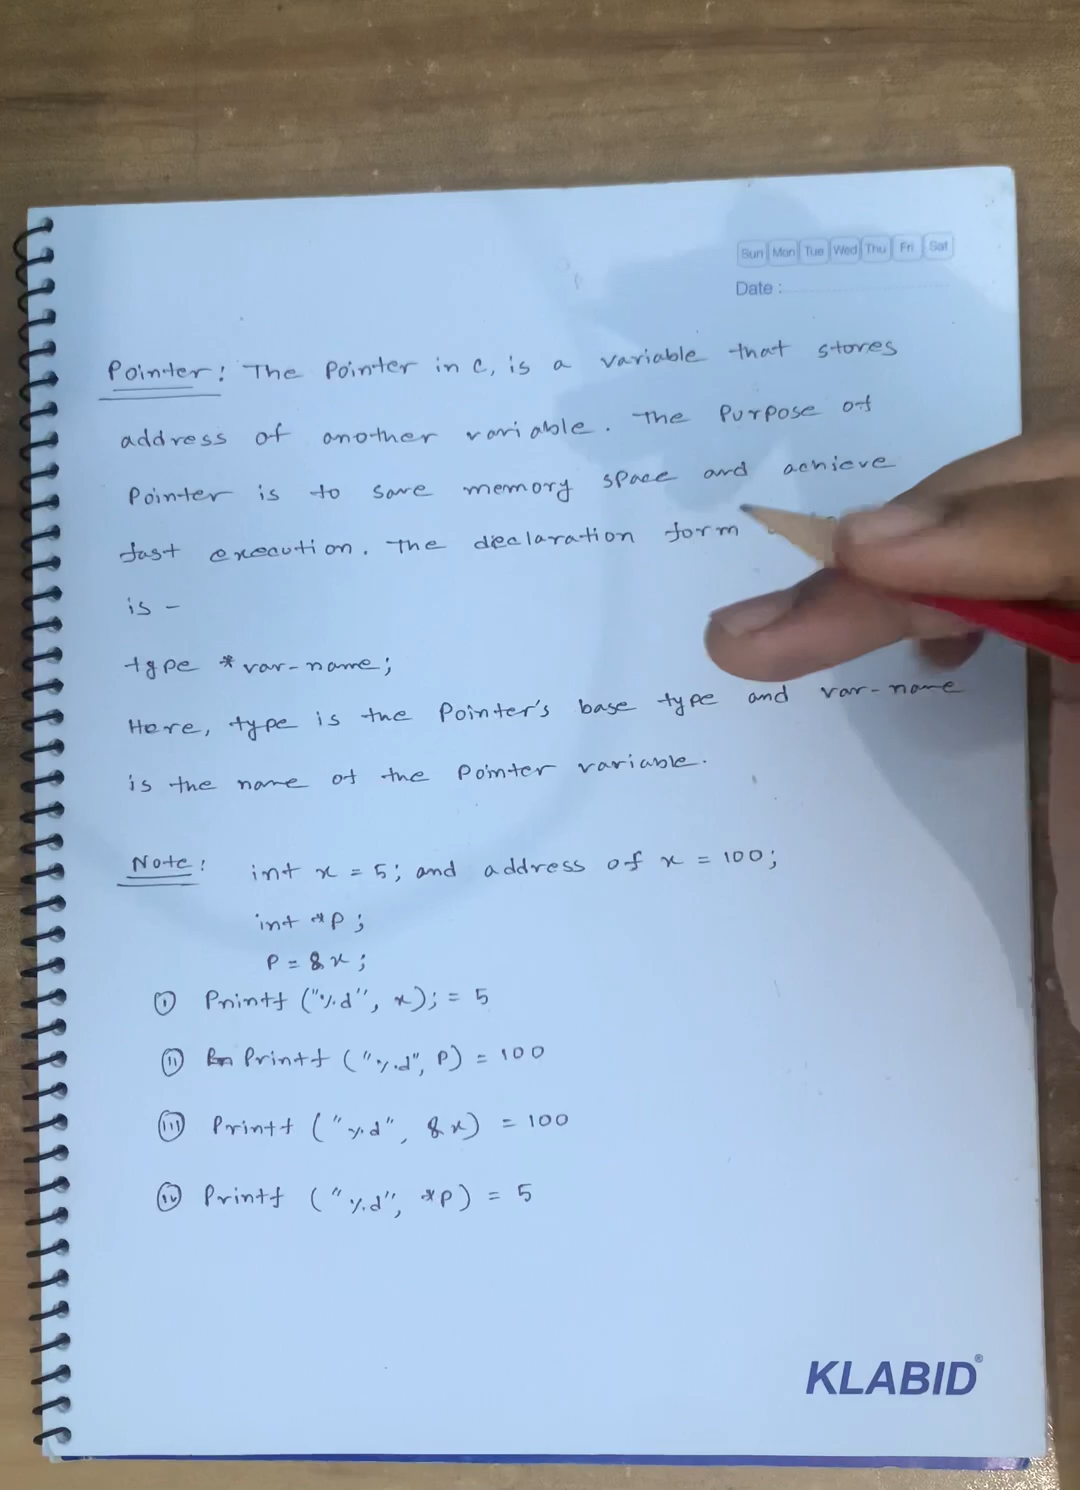 Sun Mon Tue Wed Thu Fri Sat
Date :
Pointer: The Pointer in C, is a variable that stores
address of another variable. The Purpose of
Pointer is to save memory space and achieve
fast execution. The declaration form
is -
type *var-name;
Here, type is the Pointer's base type and var-name
is the name of the Pointer variable.
Note: int x = 5; and address of x = 100;
int *P;
P = &x;
(i) Printf ("%d", x); = 5
(ii) Printf ("%d", P) = 100
(iii) Printf ("%d", &x) = 100
(iv) Printf ("%d", *P) = 5
KLABID®